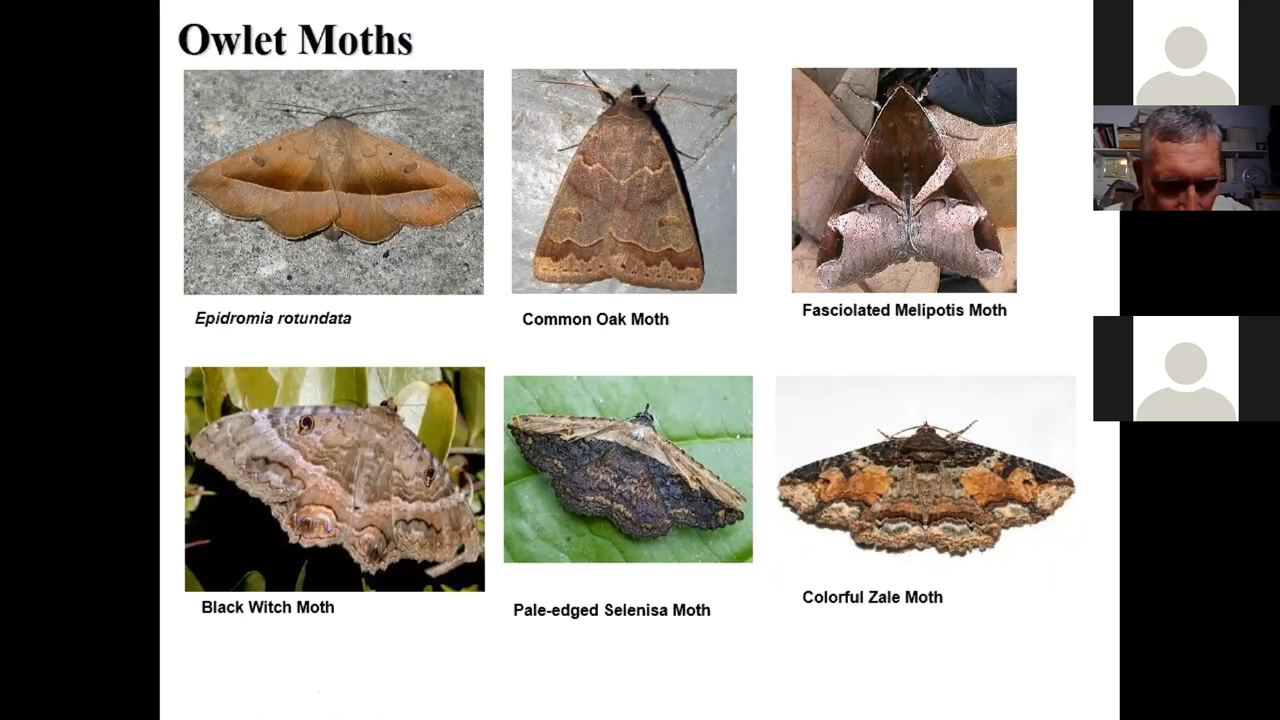 Owlet Moths
Epidromia rotundata
Common Oak Moth
Fasciolated Melipotis Moth
Black Witch Moth
Pale-edged Selenisa Moth
Colorful Zale Moth